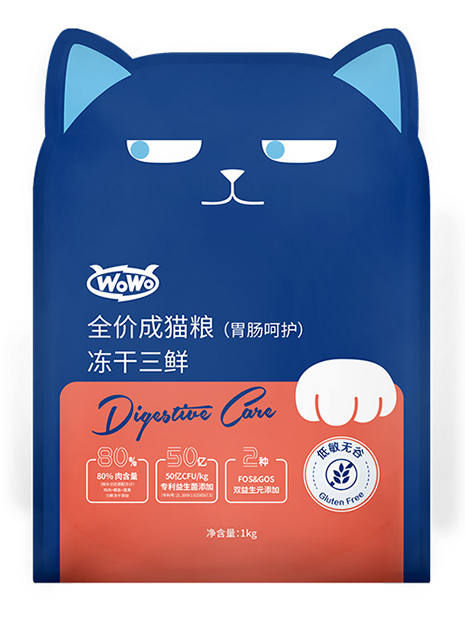 WOWO
全价成猫粮（胃肠呵护）
冻干三鲜
Digestive Care
80% 50亿 2种
80% 肉含量 50亿CFU/kg FOS&GOS
专利益生菌添加 双益生元添加
低敏无谷
Gluten Free
净含量：1kg